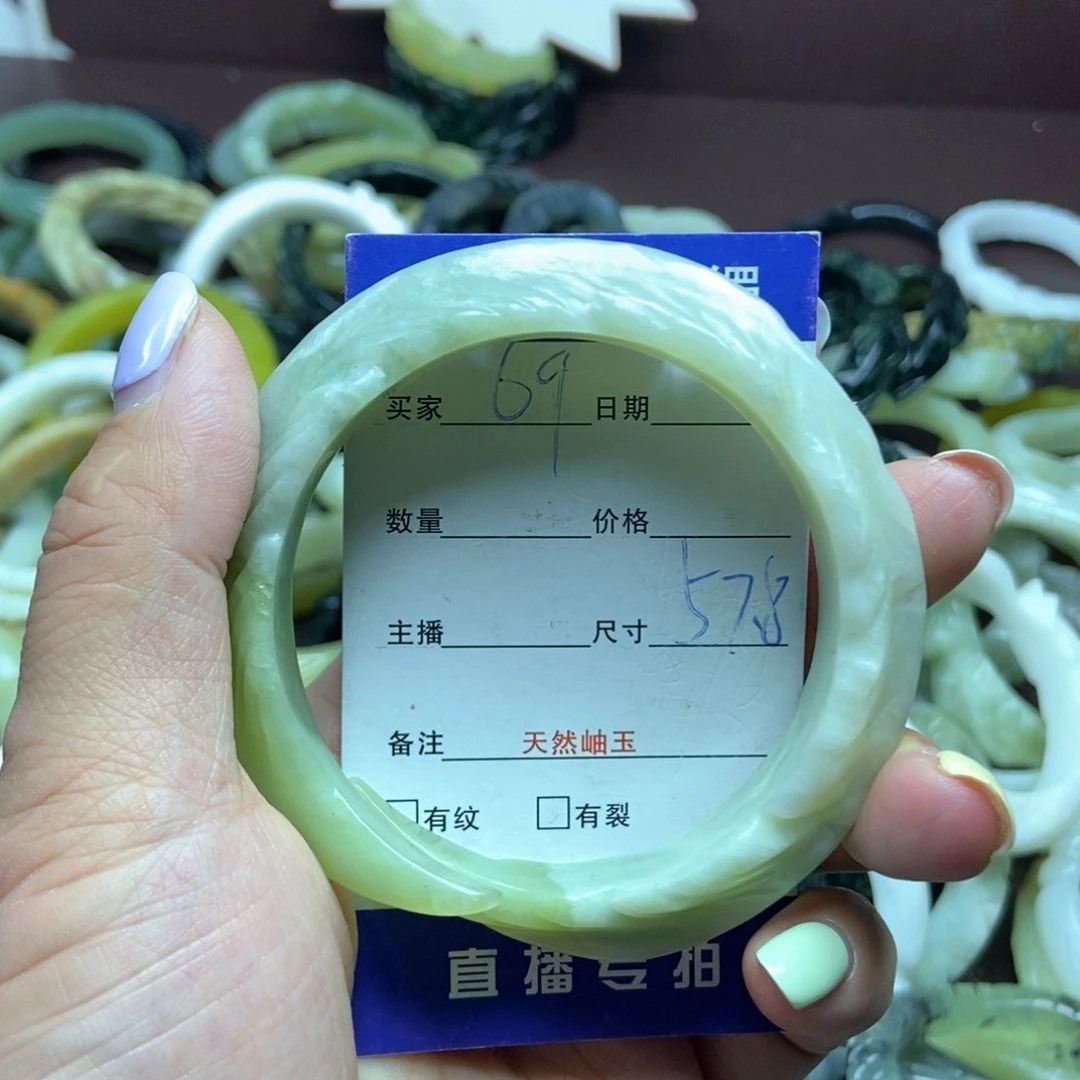 买家 69 日期
数量 价格
主播 尺寸 57.8
备注 天然岫玉
有纹 有裂
直播专拍